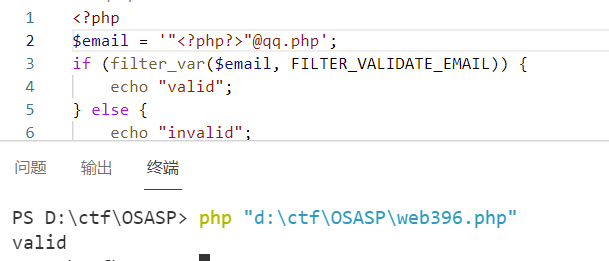 1 <?php
2 $email = '"<?php?>"@qq.php';
3 if (filter_var($email, FILTER_VALIDATE_EMAIL)) {
4 echo "valid";
5 } else {
6 echo "invalid";
问题 输出 终端
PS D:\ctf\OSASP> php "d:\ctf\OSASP\web396.php"
valid